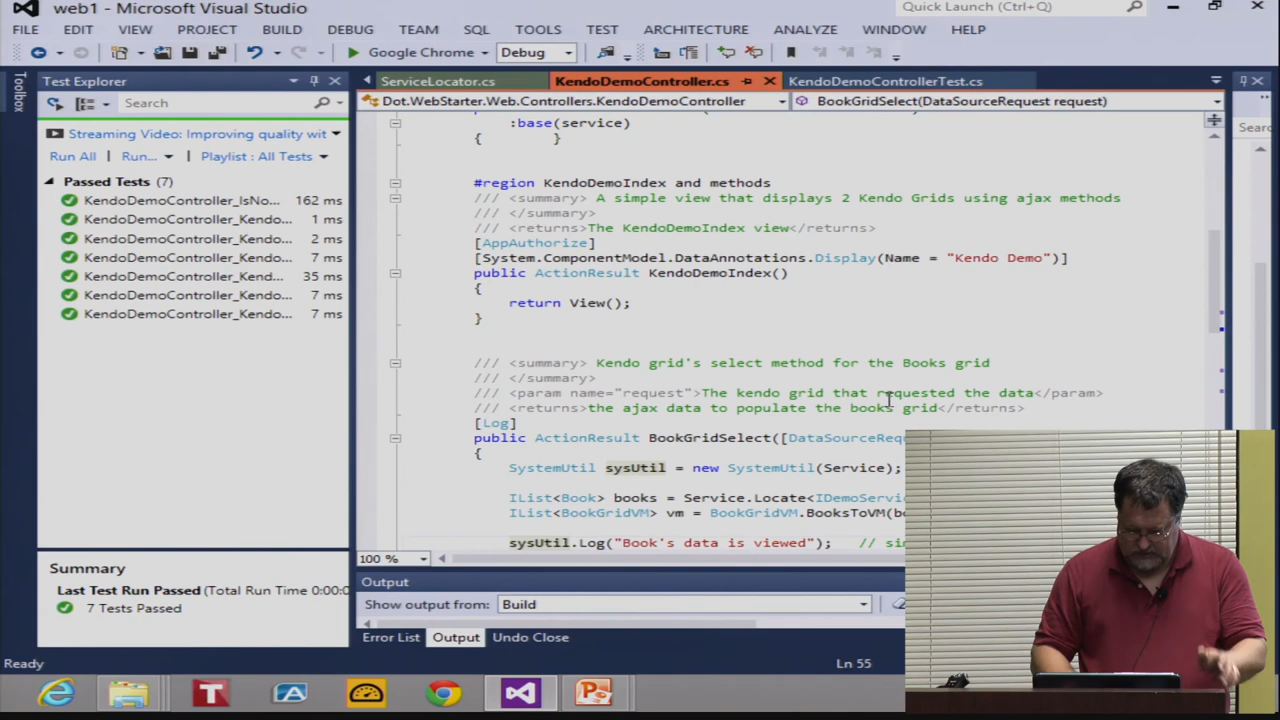 web1 - Microsoft Visual Studio
Quick Launch (Ctrl+Q)
FILE EDIT VIEW PROJECT BUILD DEBUG TEAM SQL TOOLS TEST ARCHITECTURE ANALYZE WINDOW HELP
Google Chrome Debug
Toolbox
Test Explorer
Search
Streaming Video: Improving quality wit
Run All Run... Playlist : All Tests
Passed Tests (7)
KendoDemoController_IsNo... 162 ms
KendoDemoController_Kendo... 1 ms
KendoDemoController_Kendo... 2 ms
KendoDemoController_Kendo... 7 ms
KendoDemoController_Kend... 35 ms
KendoDemoController_Kendo... 7 ms
KendoDemoController_Kendo... 7 ms
Summary
Last Test Run Passed (Total Run Time 0:00:0
7 Tests Passed
ServiceLocator.cs KendoDemoController.cs KendoDemoControllerTest.cs
Dot.WebStarter.Web.Controllers.KendoDemoController BookGridSelect(DataSourceRequest request)
:base(service)
{ }
#region KendoDemoIndex and methods
/// <summary> A simple view that displays 2 Kendo Grids using ajax methods
/// </summary>
/// <returns>The KendoDemoIndex view</returns>
[AppAuthorize]
[System.ComponentModel.DataAnnotations.Display(Name = "Kendo Demo")]
public ActionResult KendoDemoIndex()
{
return View();
}
/// <summary> Kendo grid's select method for the Books grid
/// </summary>
/// <param name="request">The kendo grid that requested the data</param>
/// <returns>the ajax data to populate the books grid</returns>
[Log]
public ActionResult BookGridSelect([DataSourceReq
{
SystemUtil sysUtil = new SystemUtil(Service);
IList<Book> books = Service.Locate<IDemoServic
IList<BookGridVM> vm = BookGridVM.BooksToVM(bo
sysUtil.Log("Book's data is viewed"); // sim
100 %
Searc
Output
Show output from: Build
Error List Output Undo Close
Ready Ln 55